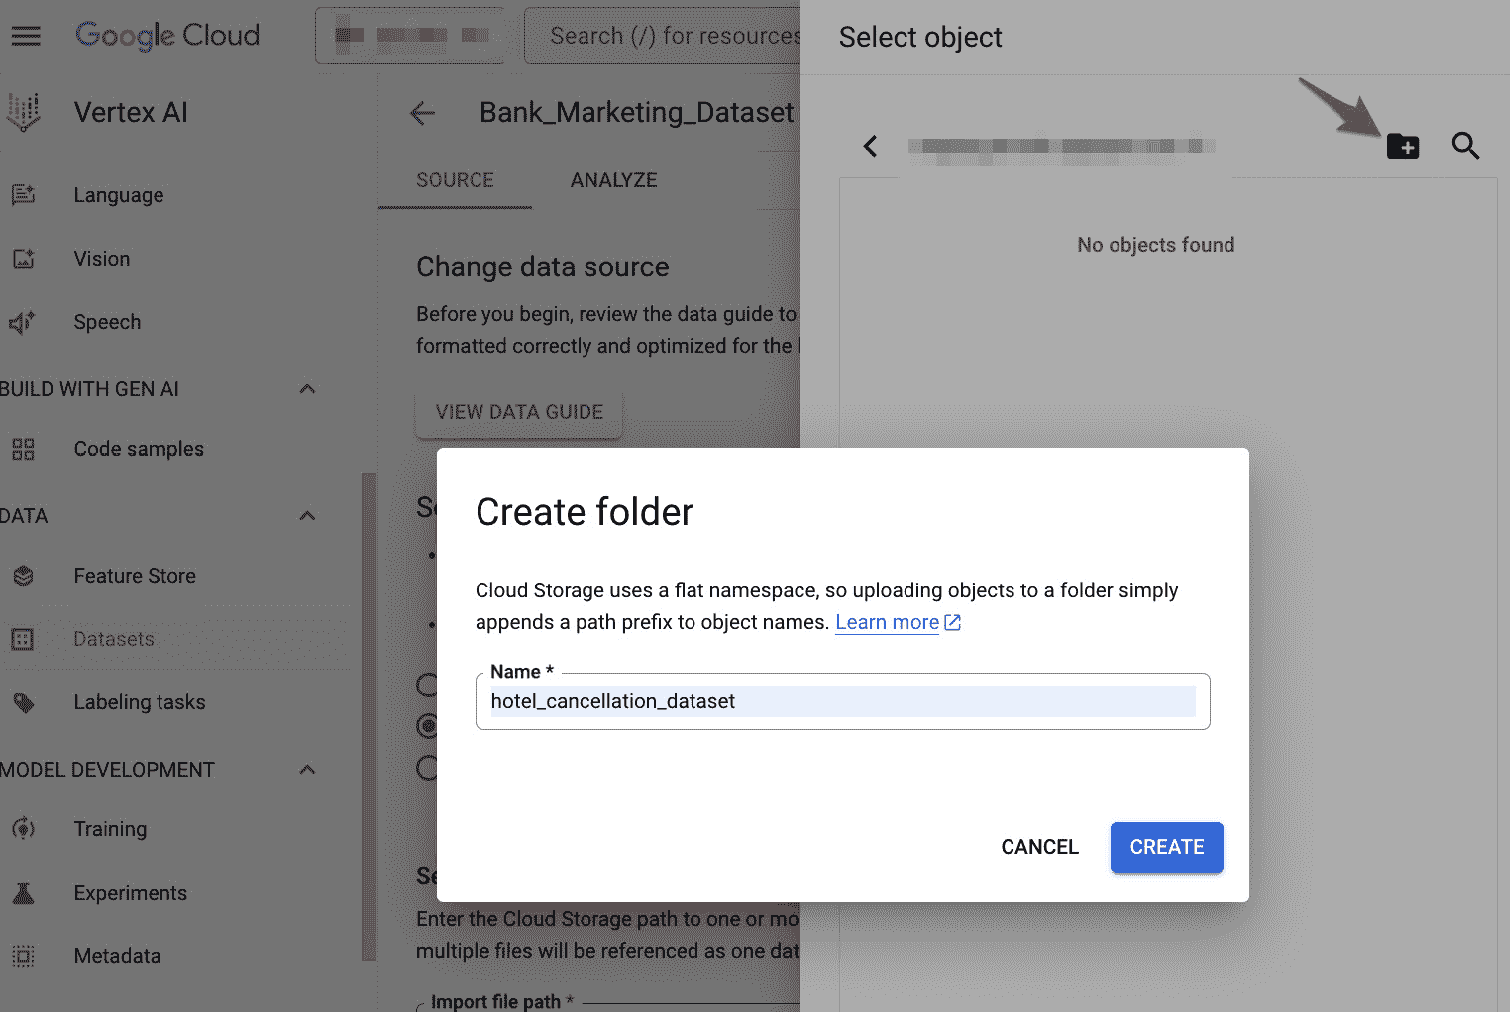 Google Cloud
Search (/) for resources
Select object
Vertex AI
Bank_Marketing_Dataset
SOURCE
ANALYZE
No objects found
Language
Vision
Speech
BUILD WITH GEN AI
Code samples
DATA
Feature Store
Datasets
Labeling tasks
MODEL DEVELOPMENT
Training
Experiments
Metadata
Change data source
Before you begin, review the data guide to
formatted correctly and optimized for the
VIEW DATA GUIDE
Create folder
Cloud Storage uses a flat namespace, so uploading objects to a folder simply
appends a path prefix to object names. Learn more
Name *
hotel_cancellation_dataset
CANCEL
CREATE
Enter the Cloud Storage path to one or mo
multiple files will be referenced as one dat
Import file path *